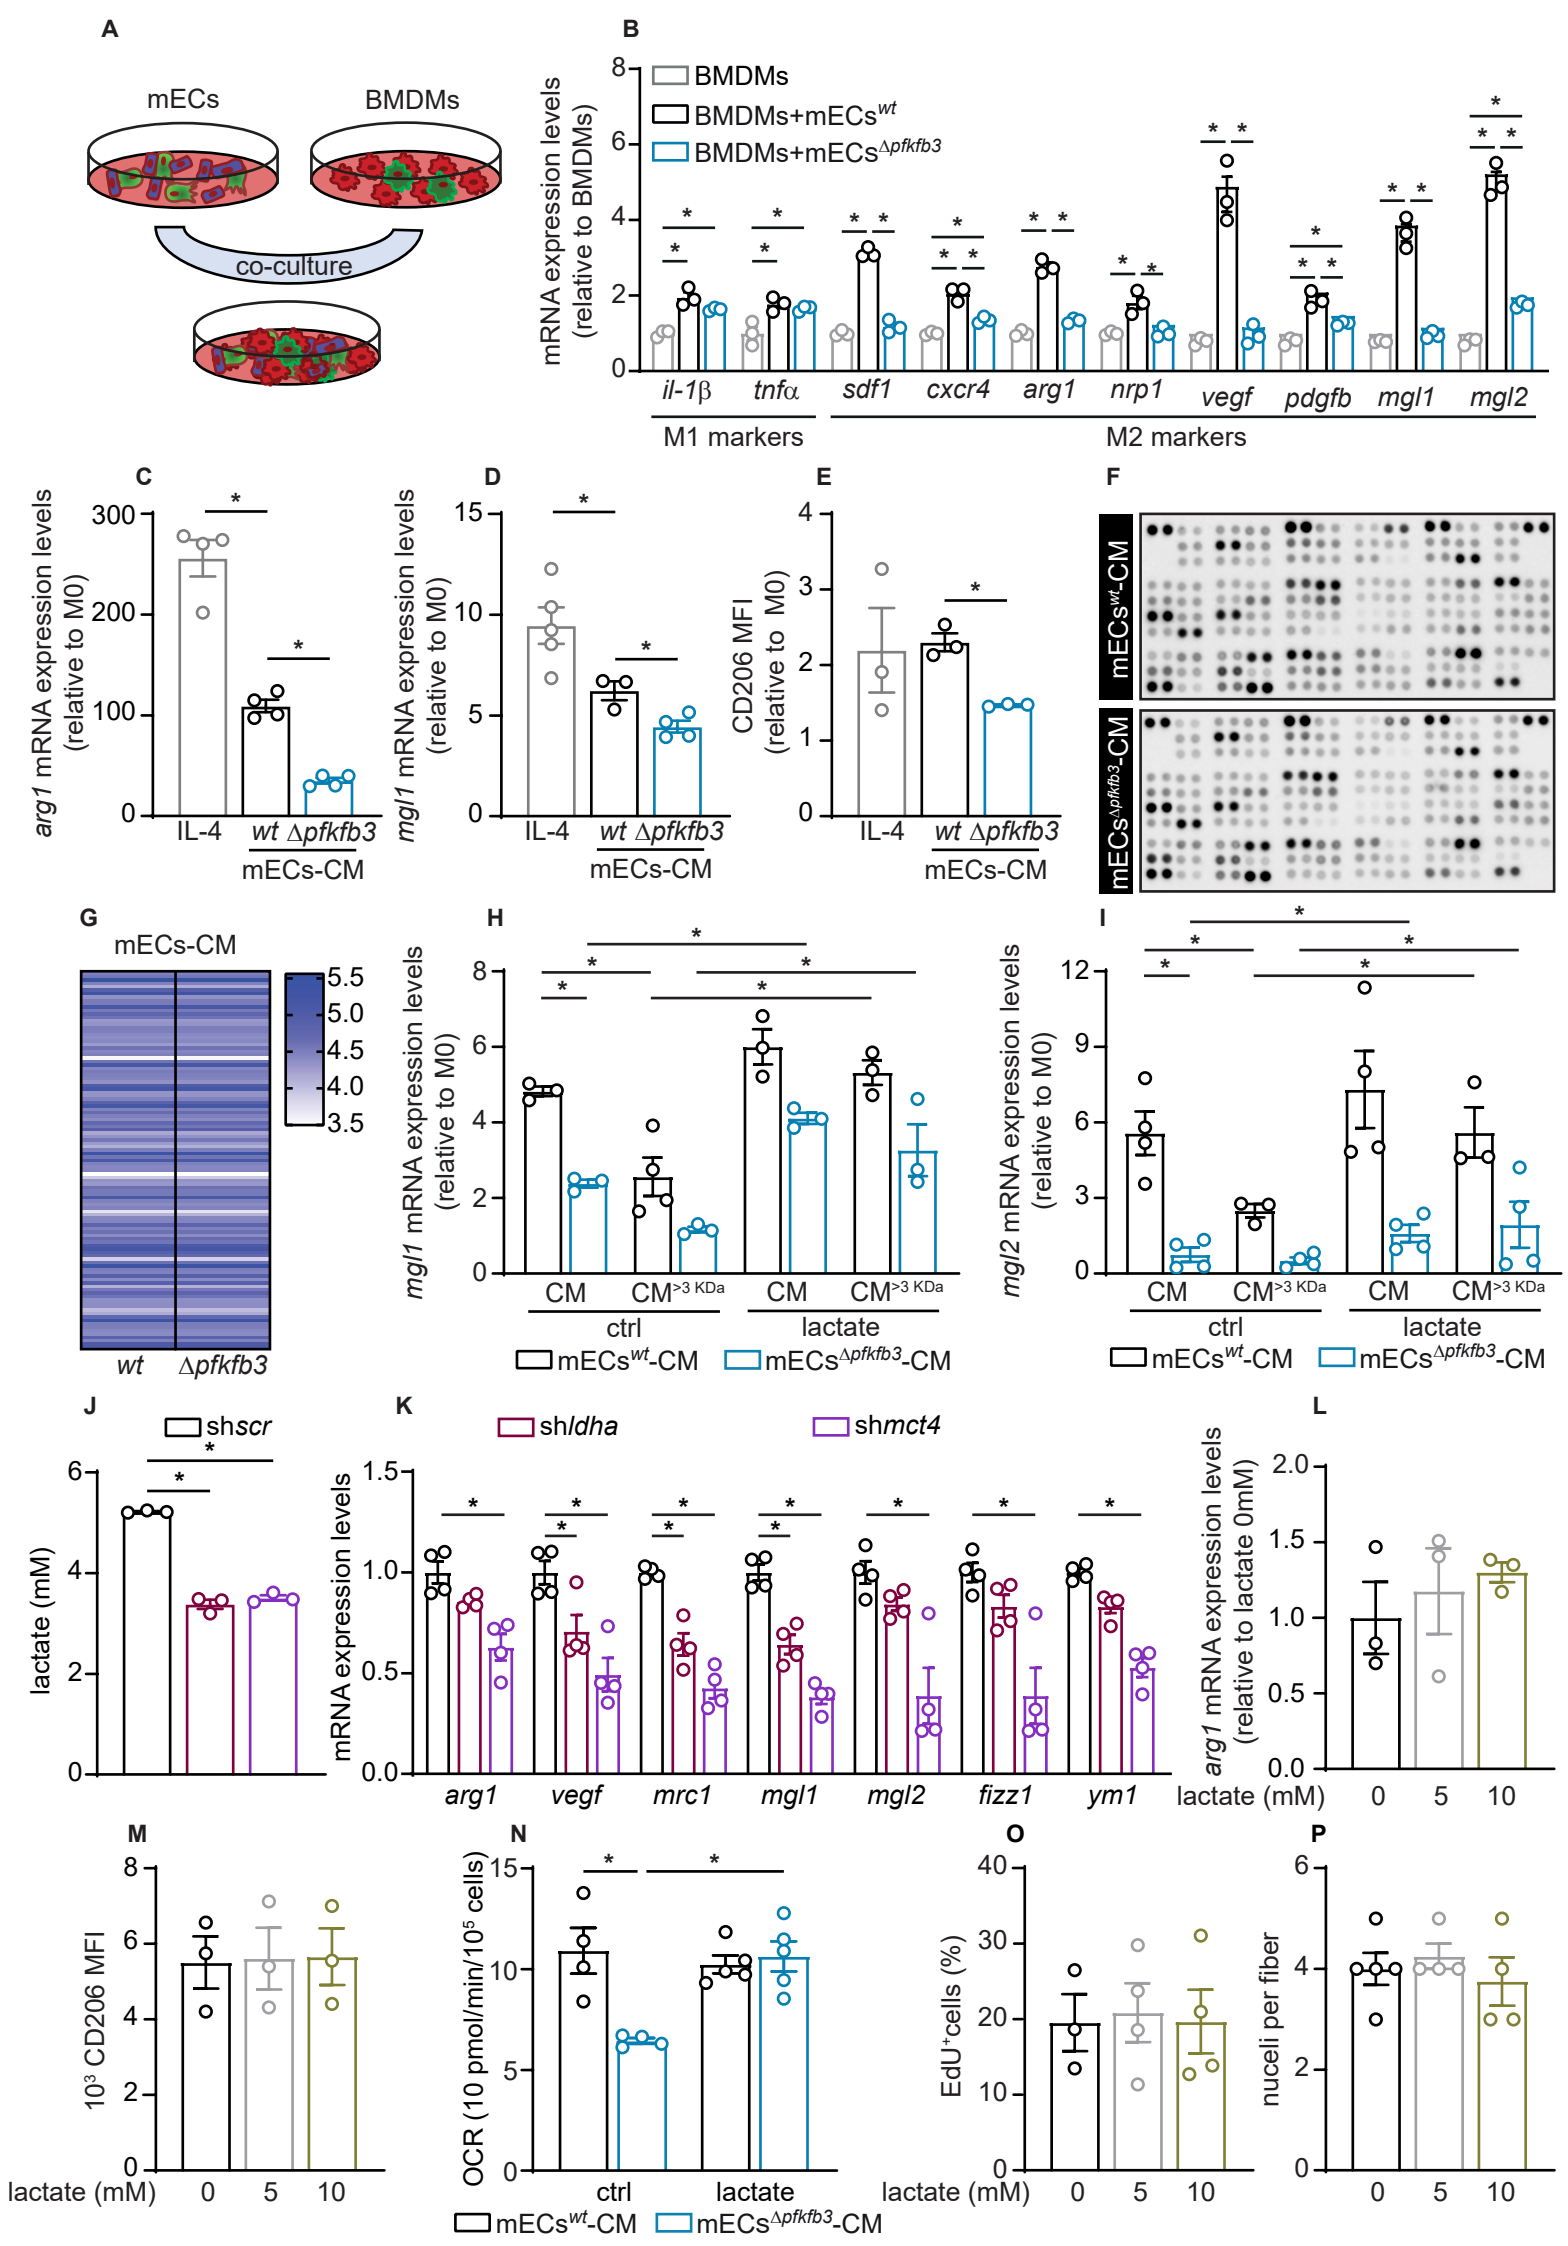 A
mECs
BMDMs
co-culture
B
mRNA expression levels
(relative to BMDMs)
8
6
4
2
0
BMDMs
BMDMs+mECs^wt
BMDMs+mECs^Δpfkfb3
* * * * * * * * * * * * * * * * * * * * * * * *
il-1β tnfα sdf1 cxcr4 arg1 nrp1 vegf pdgfb mgl1 mgl2
M1 markers M2 markers
C
arg1 mRNA expression levels
(relative to M0)
300
200
100
0
* *
IL-4 wt Δpfkfb3
mECs-CM
D
mgl1 mRNA expression levels
(relative to M0)
15
10
5
0
* *
IL-4 wt Δpfkfb3
mECs-CM
E
CD206 MFI
(relative to M0)
4
3
2
1
0
*
IL-4 wt Δpfkfb3
mECs-CM
F
mECs^wt-CM
mECs^Δpfkfb3-CM
G
mECs-CM
5.5
5.0
4.5
4.0
3.5
wt Δpfkfb3
H
mgl1 mRNA expression levels
(relative to M0)
8
6
4
2
0
*
* *
* *
CM CM^>3 KDa CM CM^>3 KDa
ctrl lactate
mECs^wt-CM mECs^Δpfkfb3-CM
I
mgl2 mRNA expression levels
(relative to M0)
12
9
6
3
0
*
* *
* *
CM CM^>3 KDa CM CM^>3 KDa
ctrl lactate
mECs^wt-CM mECs^Δpfkfb3-CM
J
shscr
lactate (mM)
6
4
2
0
*
*
K
shldha shmct4
mRNA expression levels
1.5
1.0
0.5
0.0
* * * * * * *
* * *
arg1 vegf mrc1 mgl1 mgl2 fizz1 ym1
L
arg1 mRNA expression levels
(relative to lactate 0mM)
2.0
1.5
1.0
0.5
0.0
lactate (mM) 0 5 10
M
10³ CD206 MFI
8
6
4
2
0
lactate (mM) 0 5 10
N
OCR (10 pmol/min/10⁵ cells)
15
10
5
0
* *
ctrl lactate
mECs^wt-CM mECs^Δpfkfb3-CM
O
EdU⁺cells (%)
40
30
20
10
0
lactate (mM) 0 5 10
P
nuceli per fiber
6
4
2
0
0 5 10